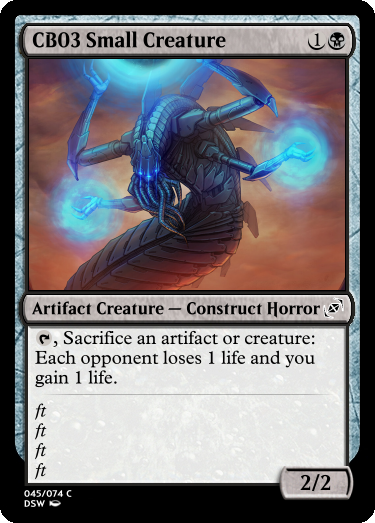 CB03 Small Creature 1
Artifact Creature — Construct Horror
, Sacrifice an artifact or creature:
Each opponent loses 1 life and you
gain 1 life.
ft
ft
ft
ft
2/2
045/074 C
DSW